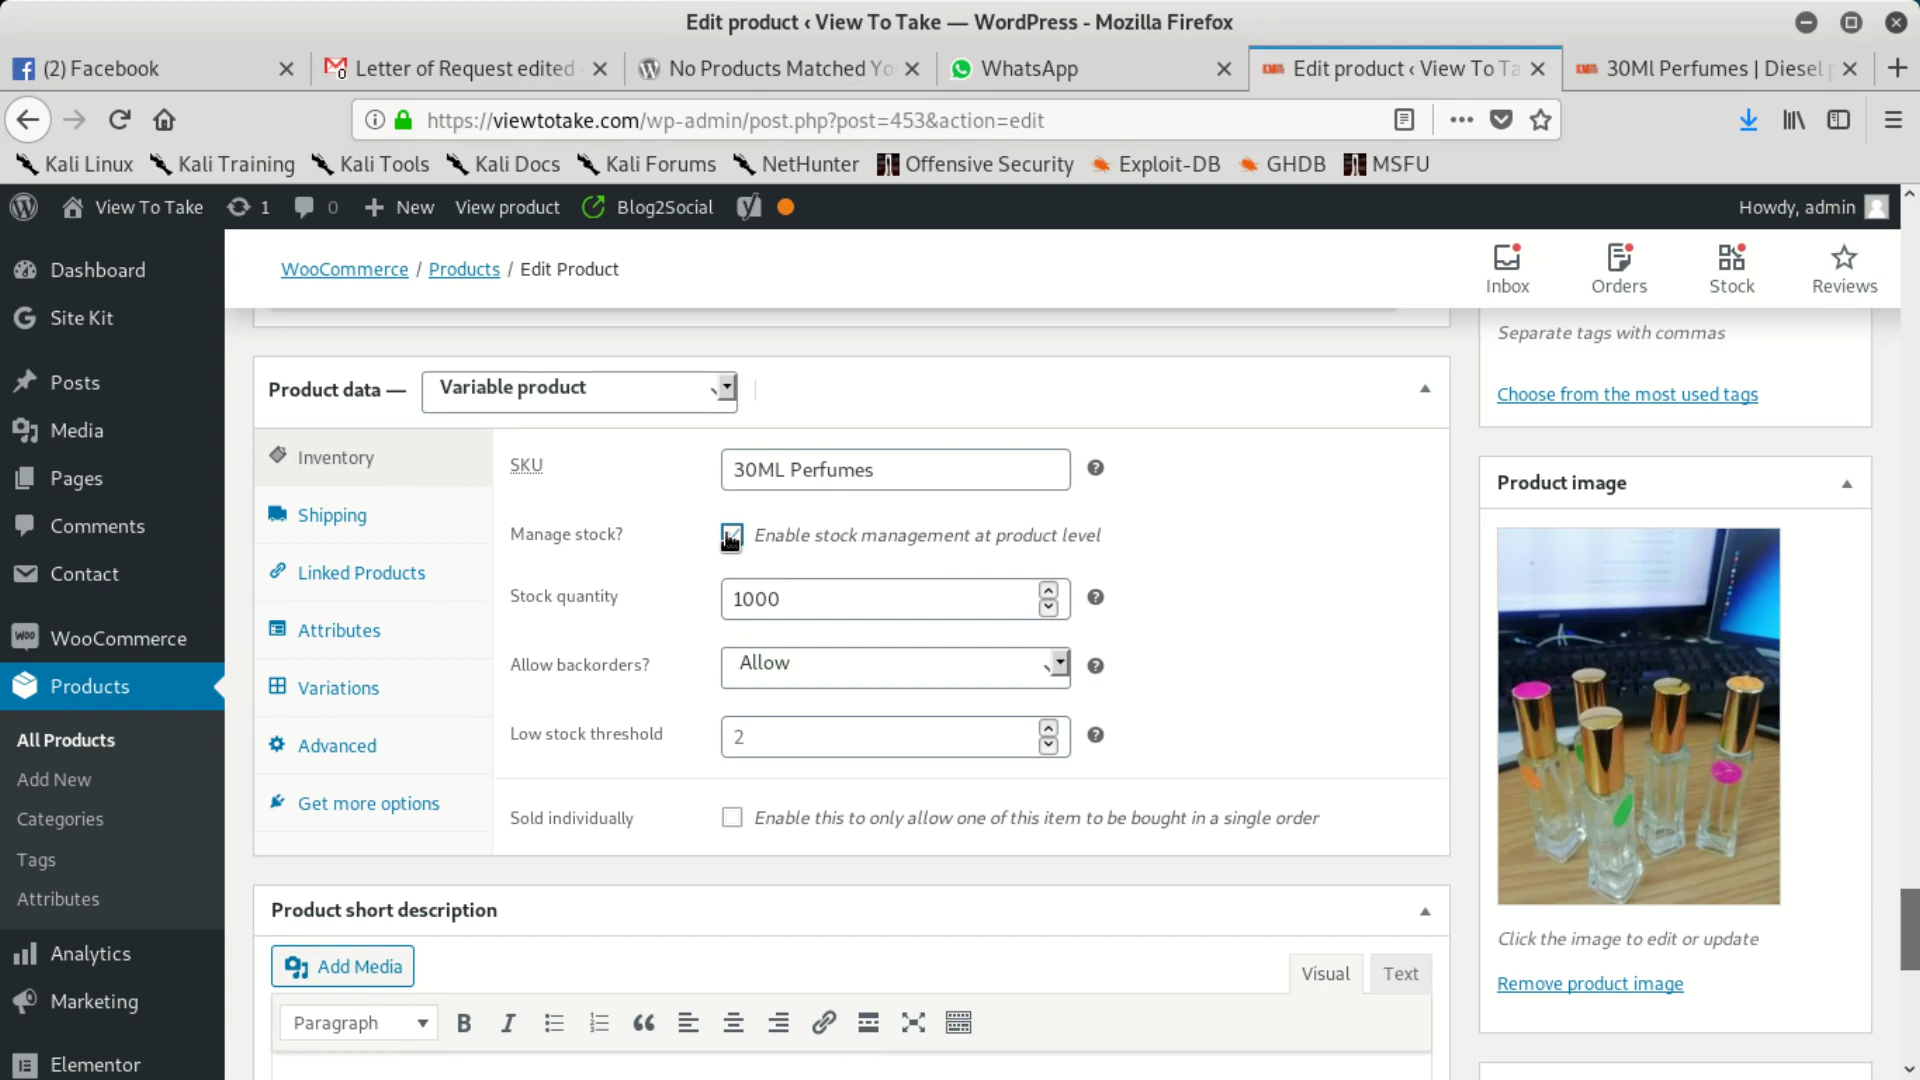 Edit product ‹ View To Take — WordPress - Mozilla Firefox
(2) Facebook
Letter of Request edited
No Products Matched Yo
WhatsApp
Edit product ‹ View To Ta
30Ml Perfumes | Diesel
https://viewtotake.com/wp-admin/post.php?post=453&action=edit
Kali Linux
Kali Training
Kali Tools
Kali Docs
Kali Forums
NetHunter
Offensive Security
Exploit-DB
GHDB
MSFU
View To Take
1
0
New
View product
Blog2Social
Howdy, admin
WooCommerce / Products / Edit Product
Inbox
Orders
Stock
Reviews
Dashboard
Site Kit
Posts
Media
Pages
Comments
Contact
WooCommerce
Products
All Products
Add New
Categories
Tags
Attributes
Analytics
Marketing
Elementor
Product data —
Variable product
Inventory
Shipping
Linked Products
Attributes
Variations
Advanced
Get more options
SKU
30ML Perfumes
Manage stock?
Enable stock management at product level
Stock quantity
1000
Allow backorders?
Allow
Low stock threshold
2
Sold individually
Enable this to only allow one of this item to be bought in a single order
Product short description
Add Media
Visual
Text
Paragraph
Separate tags with commas
Choose from the most used tags
Product image
Click the image to edit or update
Remove product image